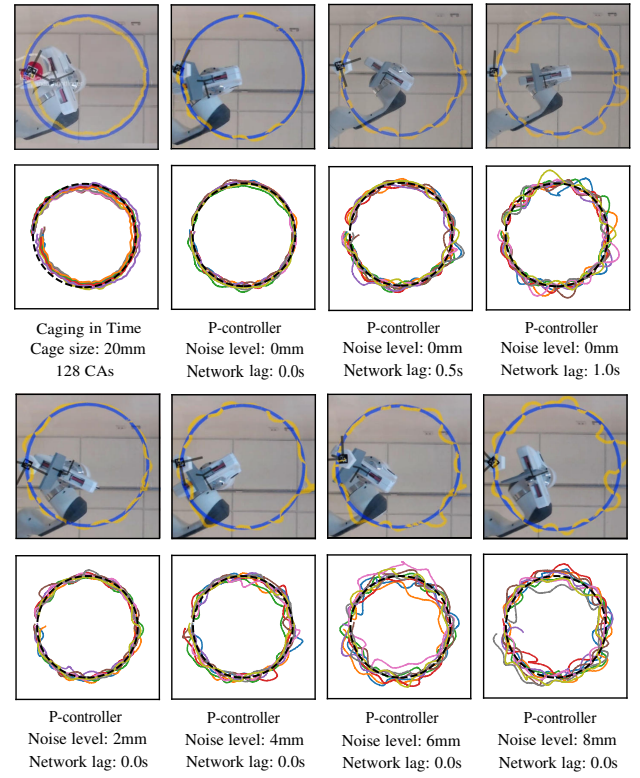 Caging in Time
Cage size: 20mm
128 CAs
P-controller
Noise level: 0mm
Network lag: 0.0s
P-controller
Noise level: 0mm
Network lag: 0.5s
P-controller
Noise level: 0mm
Network lag: 1.0s
P-controller
Noise level: 2mm
Network lag: 0.0s
P-controller
Noise level: 4mm
Network lag: 0.0s
P-controller
Noise level: 6mm
Network lag: 0.0s
P-controller
Noise level: 8mm
Network lag: 0.0s